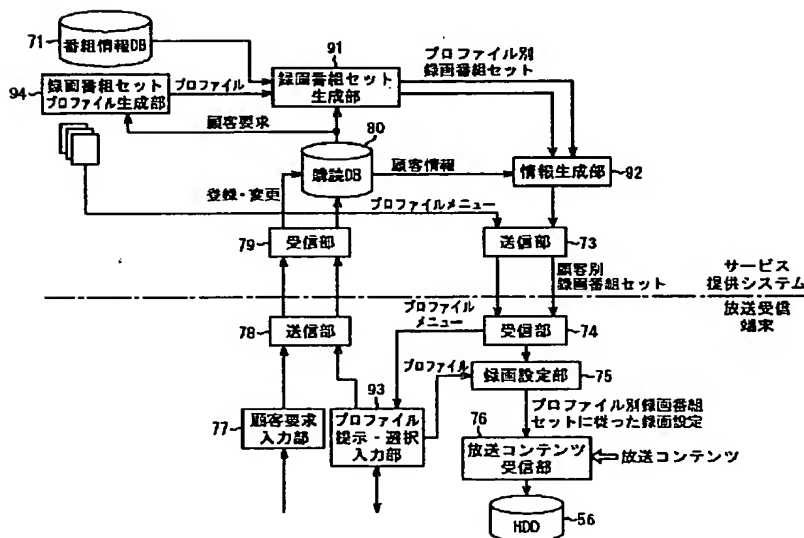 71
番組情報DB
91
録画番組セット
生成部
プロファイル別
録画番組セット
94
録画番組セット
プロファイル生成部
プロファイル
顧客要求
80
購読DB
顧客情報
情報生成部
92
登録・変更
プロファイルメニュー
79
受信部
送信部
73
顧客別
録画番組セット
サービス
提供システム
放送受信
端末
78
送信部
プロファイル
メニュー
受信部
74
プロファイル
録画設定部
75
93
77
顧客要求
入力部
プロファイル
提示・選択
入力部
プロファイル別録画番組
セットに従った録画設定
76
放送コンテンツ
受信部
放送コンテンツ
HDD
56